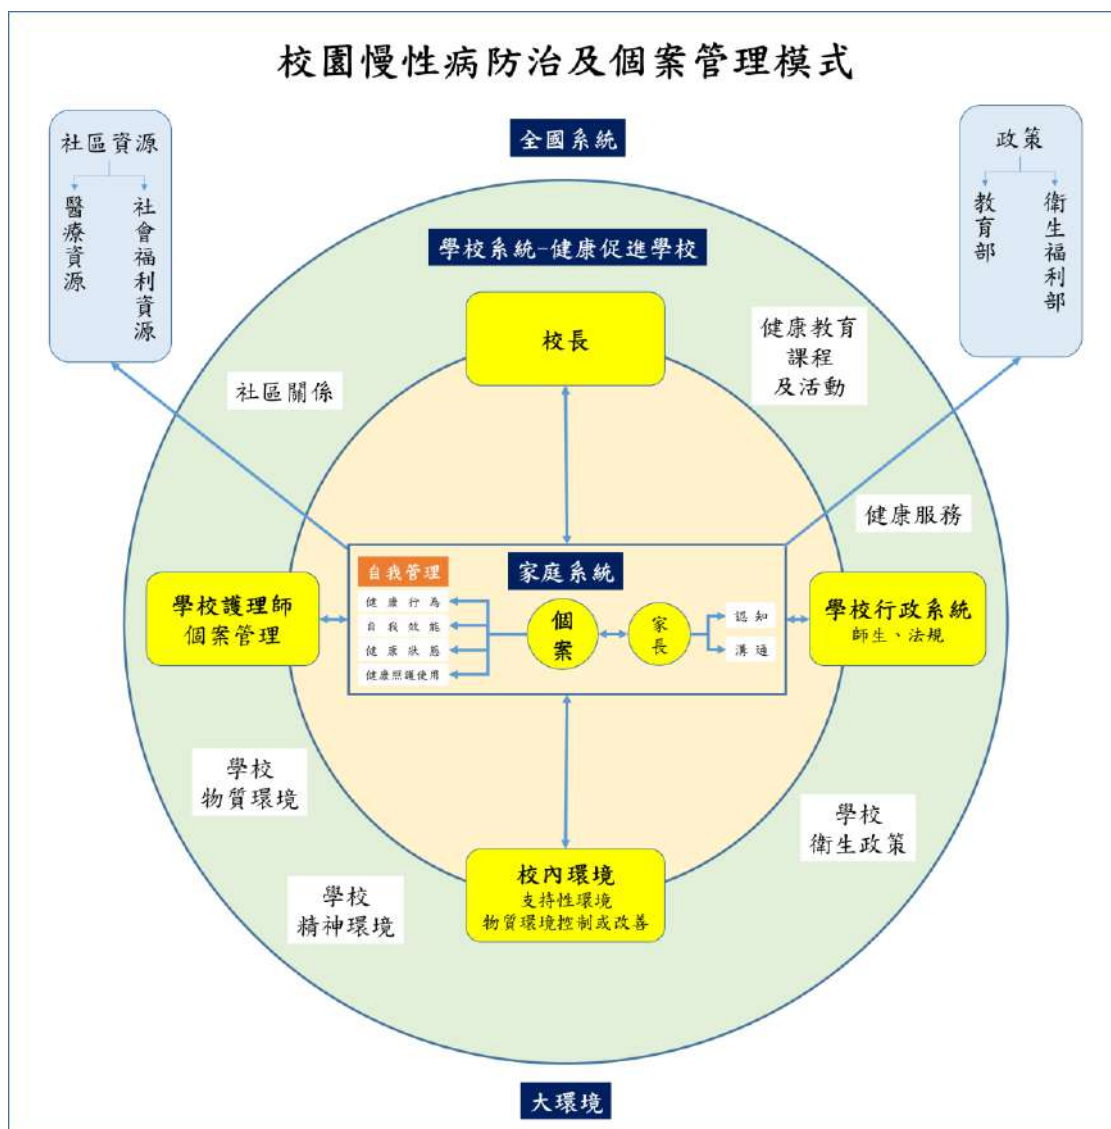 校園慢性病防治及個案管理模式
全國系統
社區資源
醫療資源
社會福利資源
政策
教育部
衛生福利部
學校系統-健康促進學校
校長
健康教育
課程
及活動
社區關係
健康服務
自我管理
家庭系統
健康行為
自我效能
健康狀態
健康照護使用
個案
家長
認知
溝通
學校護理師
個案管理
學校行政系統
師生、法規
學校
物質環境
學校
衛生政策
校內環境
支持性環境
物質環境控制或改善
學校
精神環境
大環境